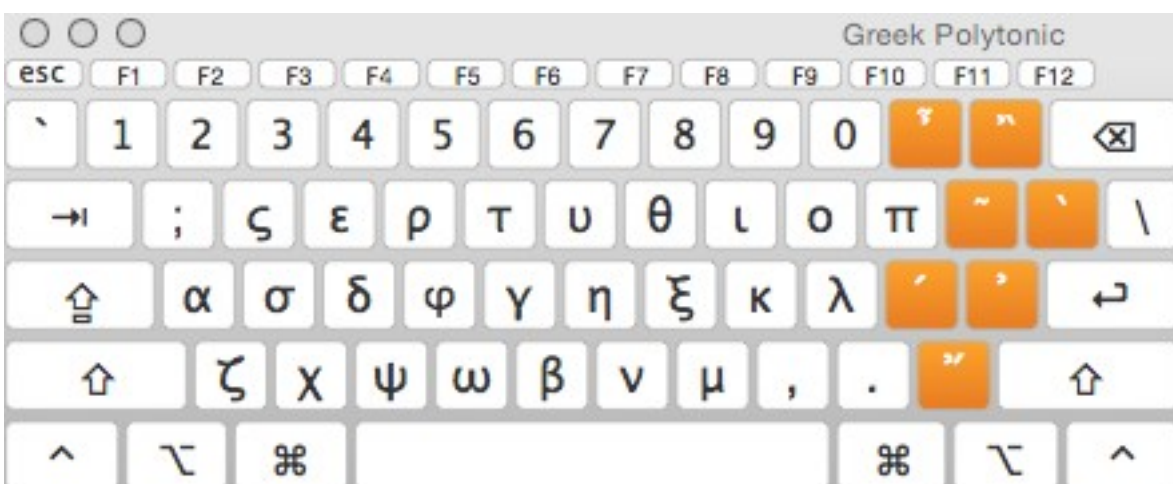 Greek Polytonic
esc F1 F2 F3 F4 F5 F6 F7 F8 F9 F10 F11 F12
` 1 2 3 4 5 6 7 8 9 0 ῏ ῍
; ς ε ρ τ υ θ ι ο π ~ `
\
α σ δ φ γ η ξ κ λ ´ ᾿
ζ χ ψ ω β ν μ , . ῎